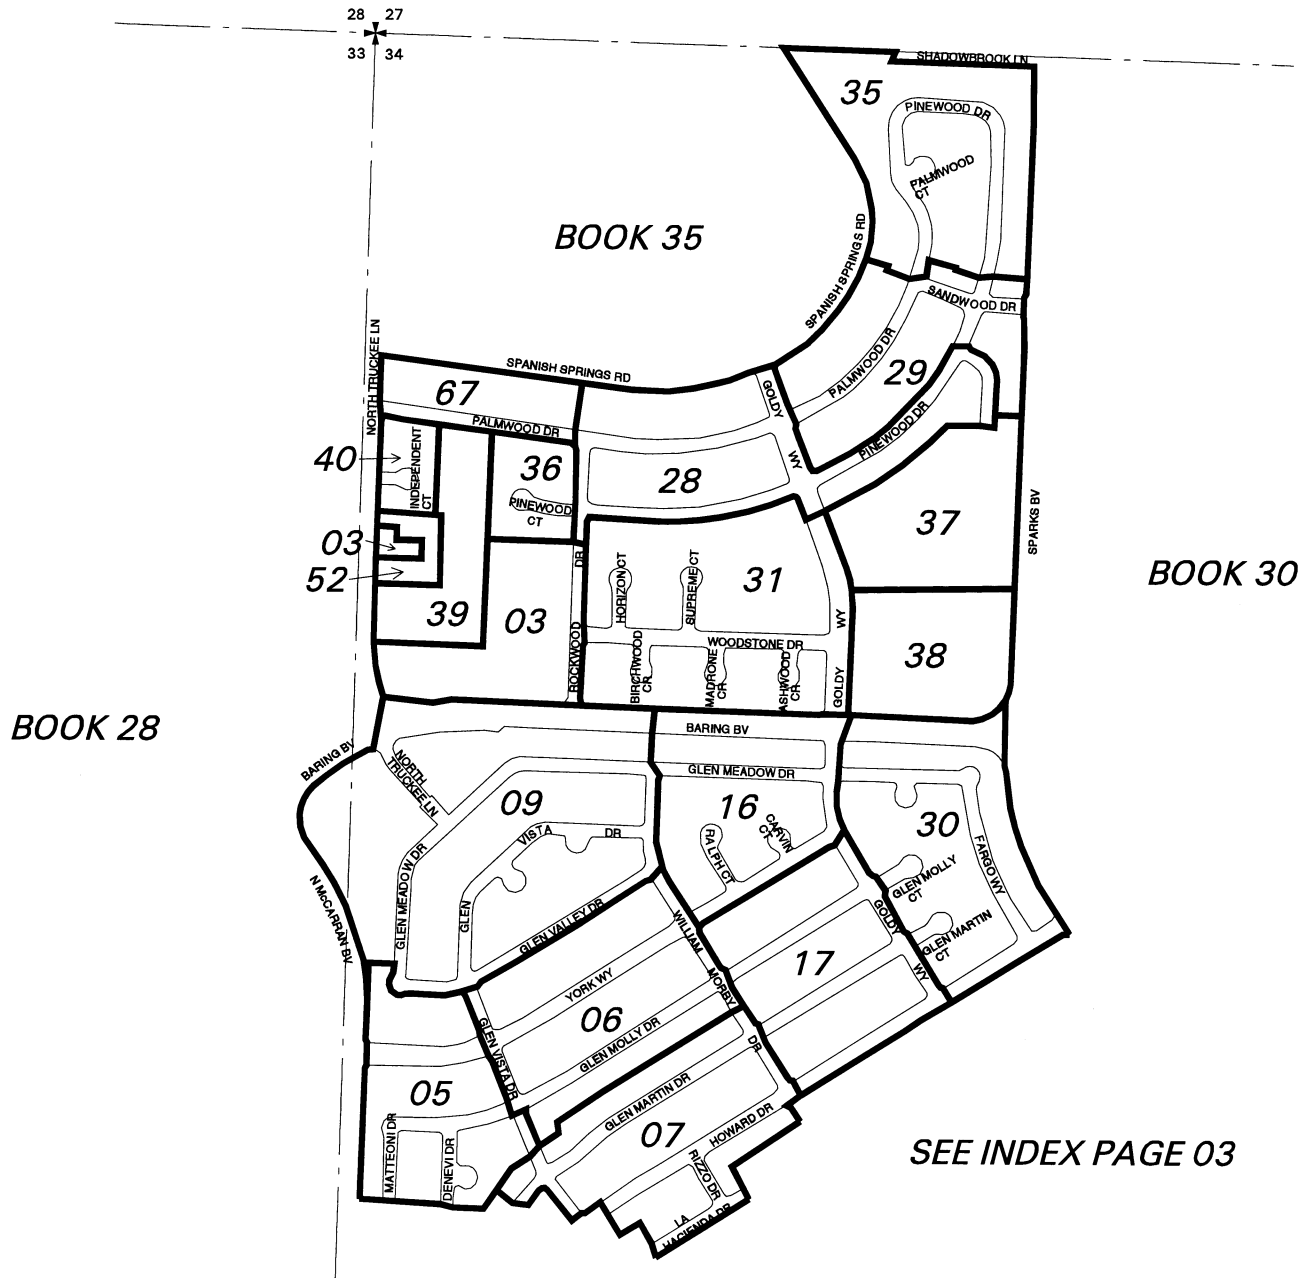 28 27
33 34
SHADOWBROOK LN
35
PINEWOOD DR
PALMWOOD
CT
BOOK 35
SPANISH SPRINGS RD
SANDWOOD DR
NORTH TRUCKEE LN
SPANISH SPRINGS RD
PALMWOOD DR
29
67
GOLDY
WY
PALMWOOD DR
PINEWOOD DR
40
INDEPENDENT
CT
36
PINEWOOD
CT
28
37
SPARKS BV
03
52
DR
HORIZON CT
SUPREME CT
31
BOOK 30
39
03
WY
ROCKWOOD
WOODSTONE DR
BIRCHWOOD
CR
MADRONE
CR
ASHWOOD
CR
GOLDY
38
BOOK 28
BARING BV
BARING BV
NORTH
TRUCKEE LN
GLEN MEADOW DR
09
16
30
VISTA
DR
RALPH CT
CARVIN
CT
FARGO WY
GLEN MEADOW DR
GLEN MOLLY
CT
N McCARRAN BV
GLEN
GLEN VALLEY DR
WILLIAM
GOLDY
GLEN MARTIN
CT
17
WY
YORK WY
MORBY
06
GLEN VISTA DR
GLEN MOLLY DR
DR
05
GLEN MARTIN DR
07
HOWARD DR
MATTEONI DR
DENEVI DR
RIZZO DR
SEE INDEX PAGE 03
LA
HACIENDA DR